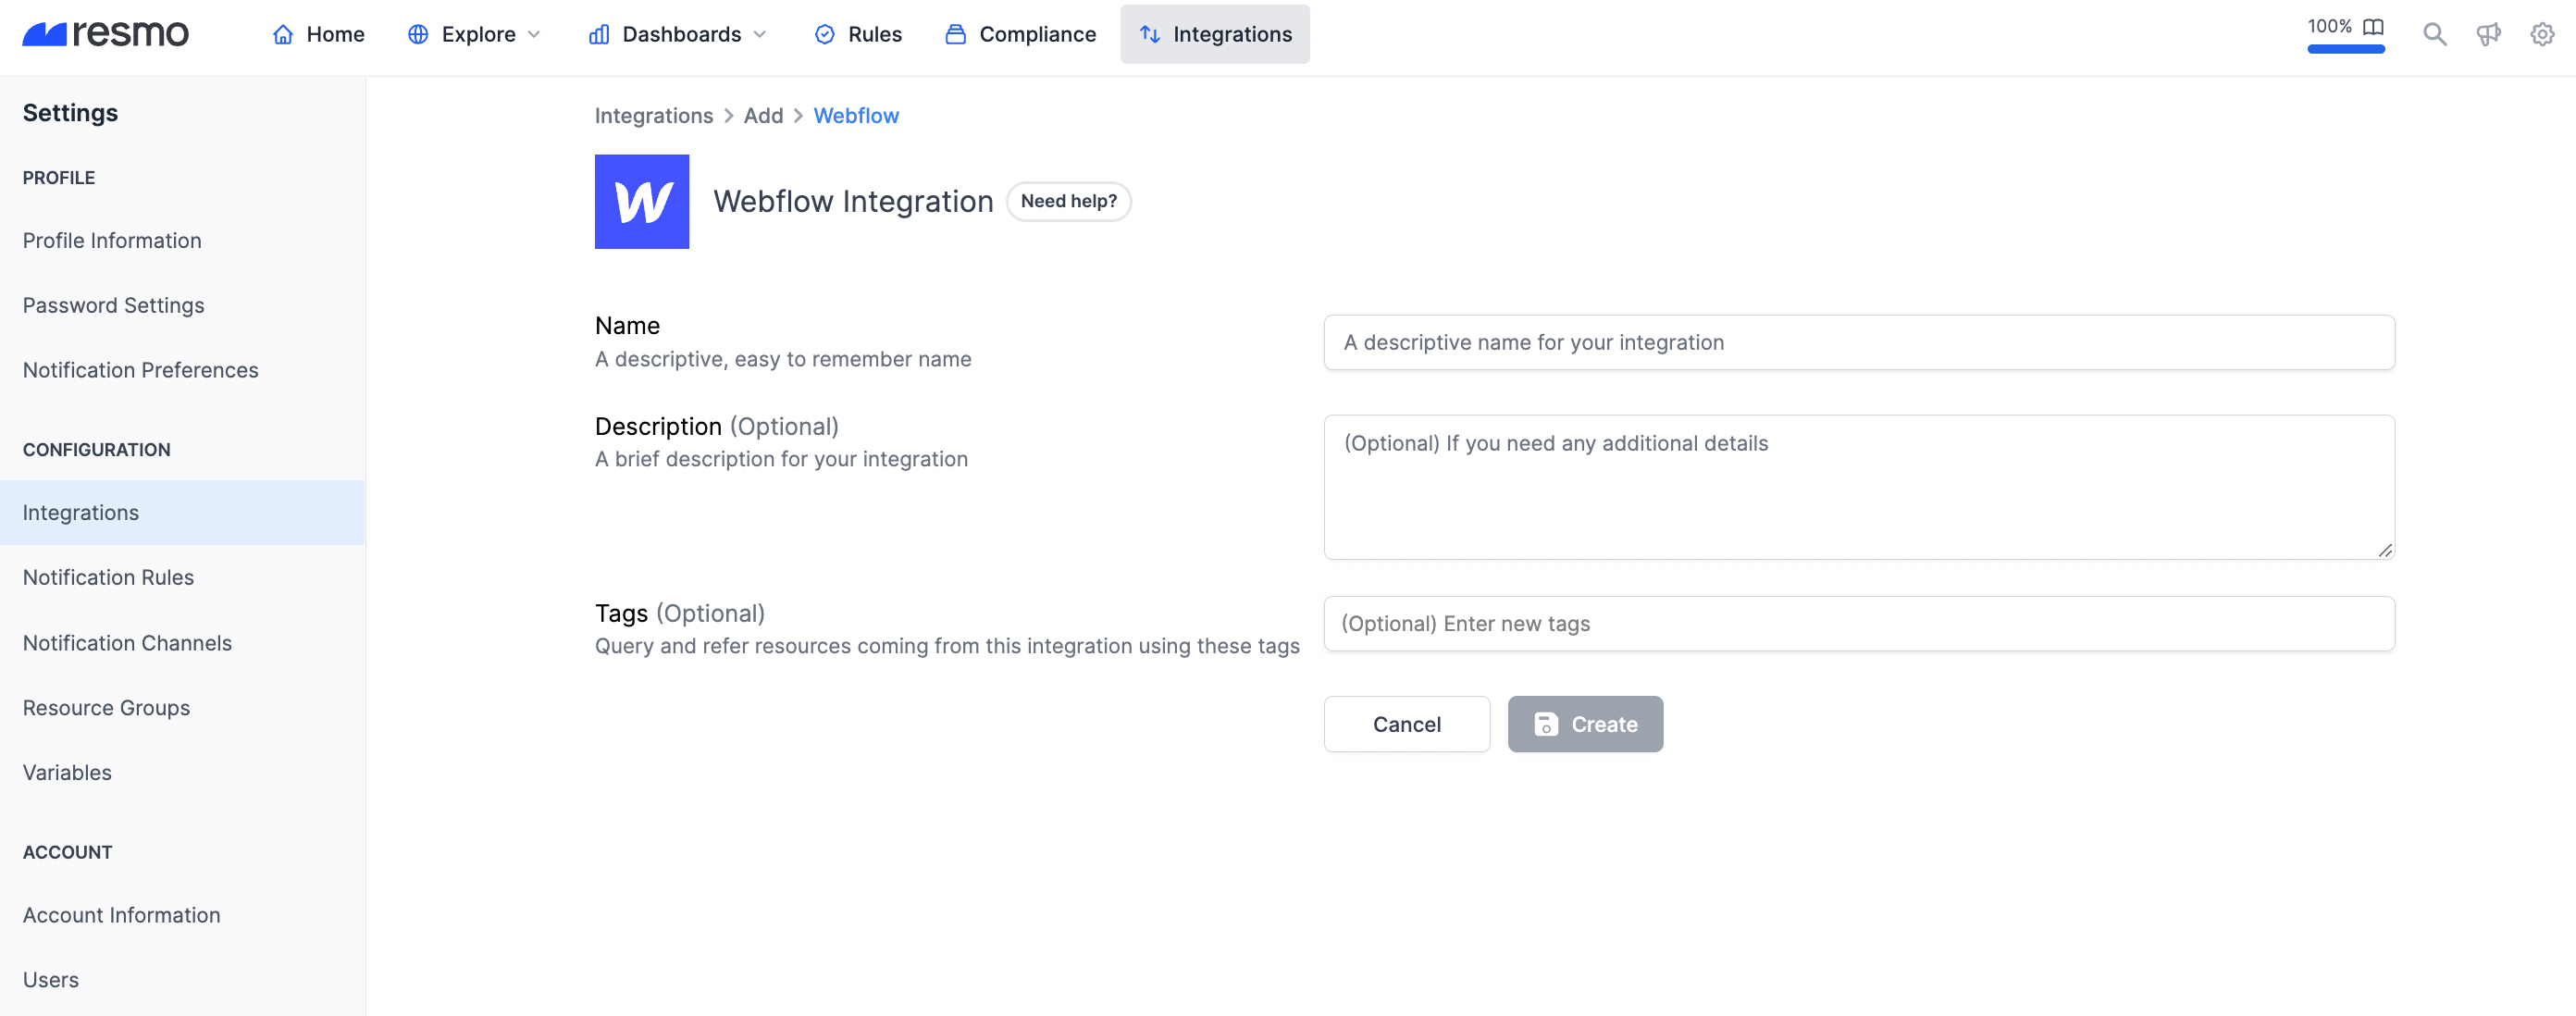 resmo
Home
Explore
Dashboards
Rules
Compliance
Integrations
100%
Settings
PROFILE
Profile Information
Password Settings
Notification Preferences
CONFIGURATION
Integrations
Notification Rules
Notification Channels
Resource Groups
Variables
ACCOUNT
Account Information
Users
Integrations > Add > Webflow
W
Webflow Integration
Need help?
Name
A descriptive, easy to remember name
A descriptive name for your integration
Description (Optional)
A brief description for your integration
(Optional) If you need any additional details
Tags (Optional)
Query and refer resources coming from this integration using these tags
(Optional) Enter new tags
Cancel
Create